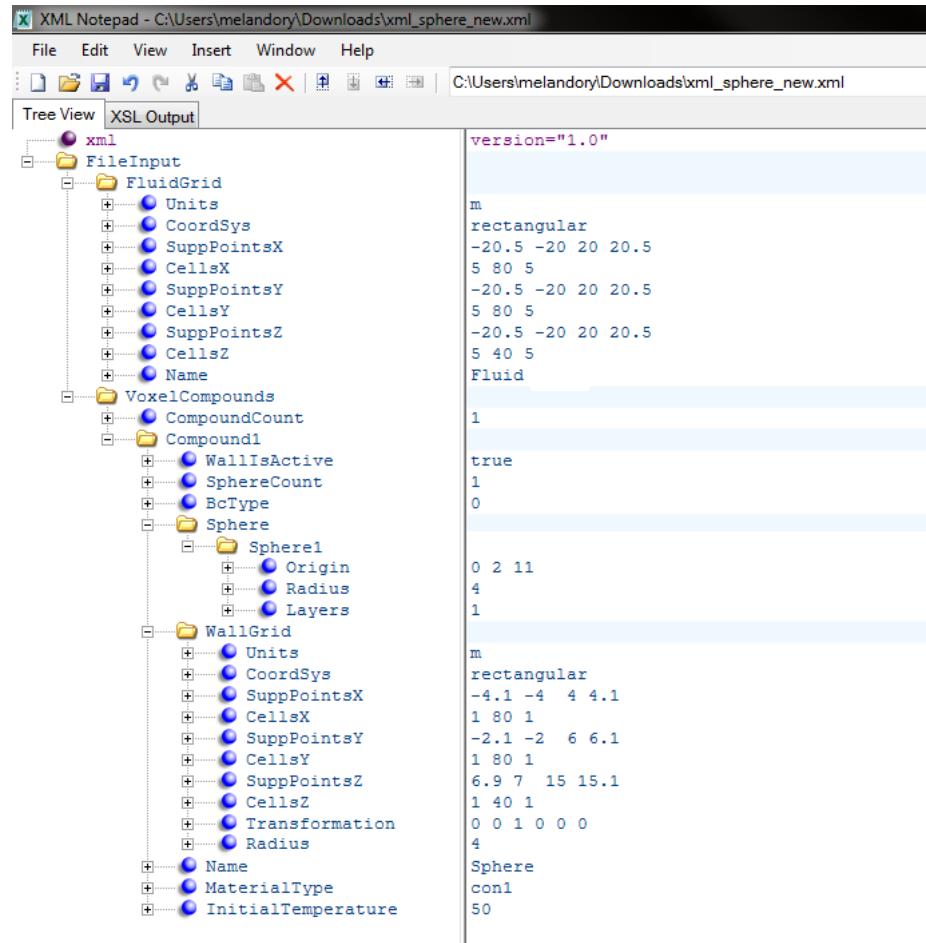 XML Notepad - C:\Users\melandory\Downloads\xml_sphere_new.xml
File Edit View Insert Window Help
C:\Users\melandory\Downloads\xml_sphere_new.xml
Tree View XSL Output
xml version="1.0"
FileInput
FluidGrid
Units m
CoordSys rectangular
SuppPointsX -20.5 -20 20 20.5
CellsX 5 80 5
SuppPointsY -20.5 -20 20 20.5
CellsY 5 80 5
SuppPointsZ -20.5 -20 20 20.5
CellsZ 5 40 5
Name Fluid
VoxelCompounds
CompoundCount 1
Compound1
WallIsActive true
SphereCount 1
BcType 0
Sphere
Sphere1
Origin 0 2 11
Radius 4
Layers 1
WallGrid
Units m
CoordSys rectangular
SuppPointsX -4.1 -4  4 4.1
CellsX 1 80 1
SuppPointsY -2.1 -2  6 6.1
CellsY 1 80 1
SuppPointsZ 6.9 7  15 15.1
CellsZ 1 40 1
Transformation 0 0 1 0 0 0
Radius 4
Name Sphere
MaterialType con1
InitialTemperature 50